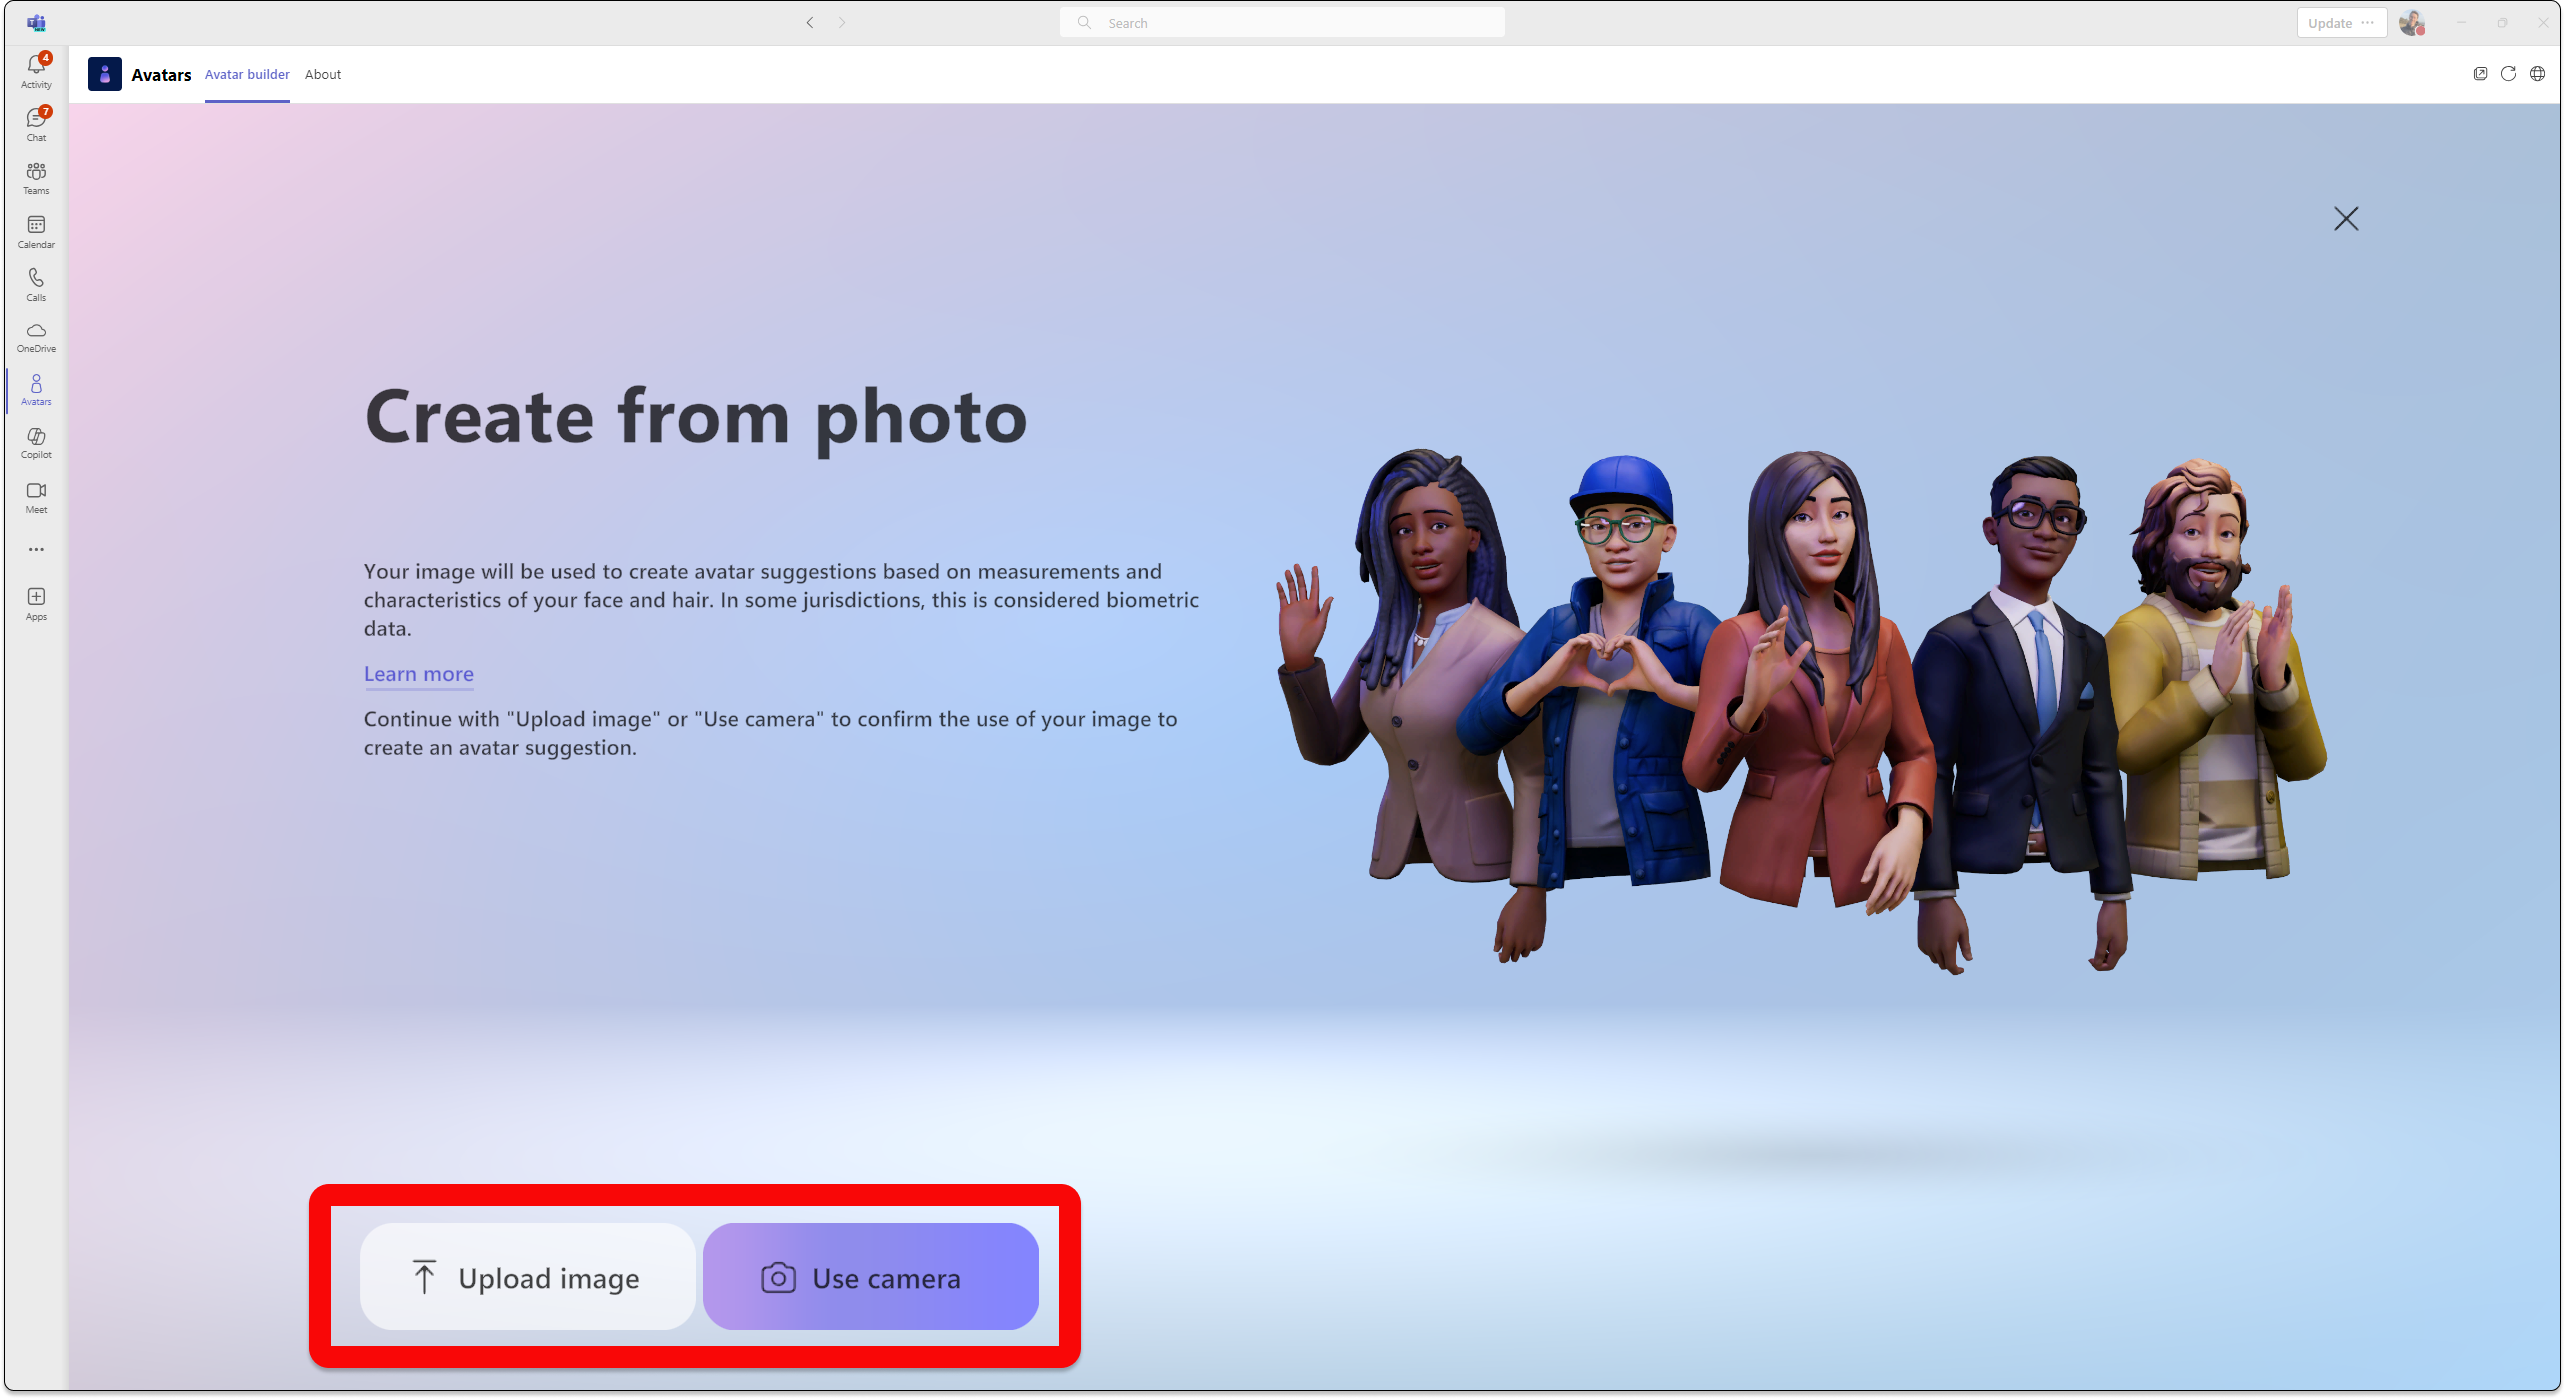 Search
Update
Avatars
Avatar builder
About
4
Activity
7
Chat
Teams
Calendar
Calls
OneDrive
Avatars
Copilot
Meet
Apps
Create from photo
Your image will be used to create avatar suggestions based on measurements and
characteristics of your face and hair. In some jurisdictions, this is considered biometric
data.
Learn more
Continue with "Upload image" or "Use camera" to confirm the use of your image to
create an avatar suggestion.
Upload image
Use camera